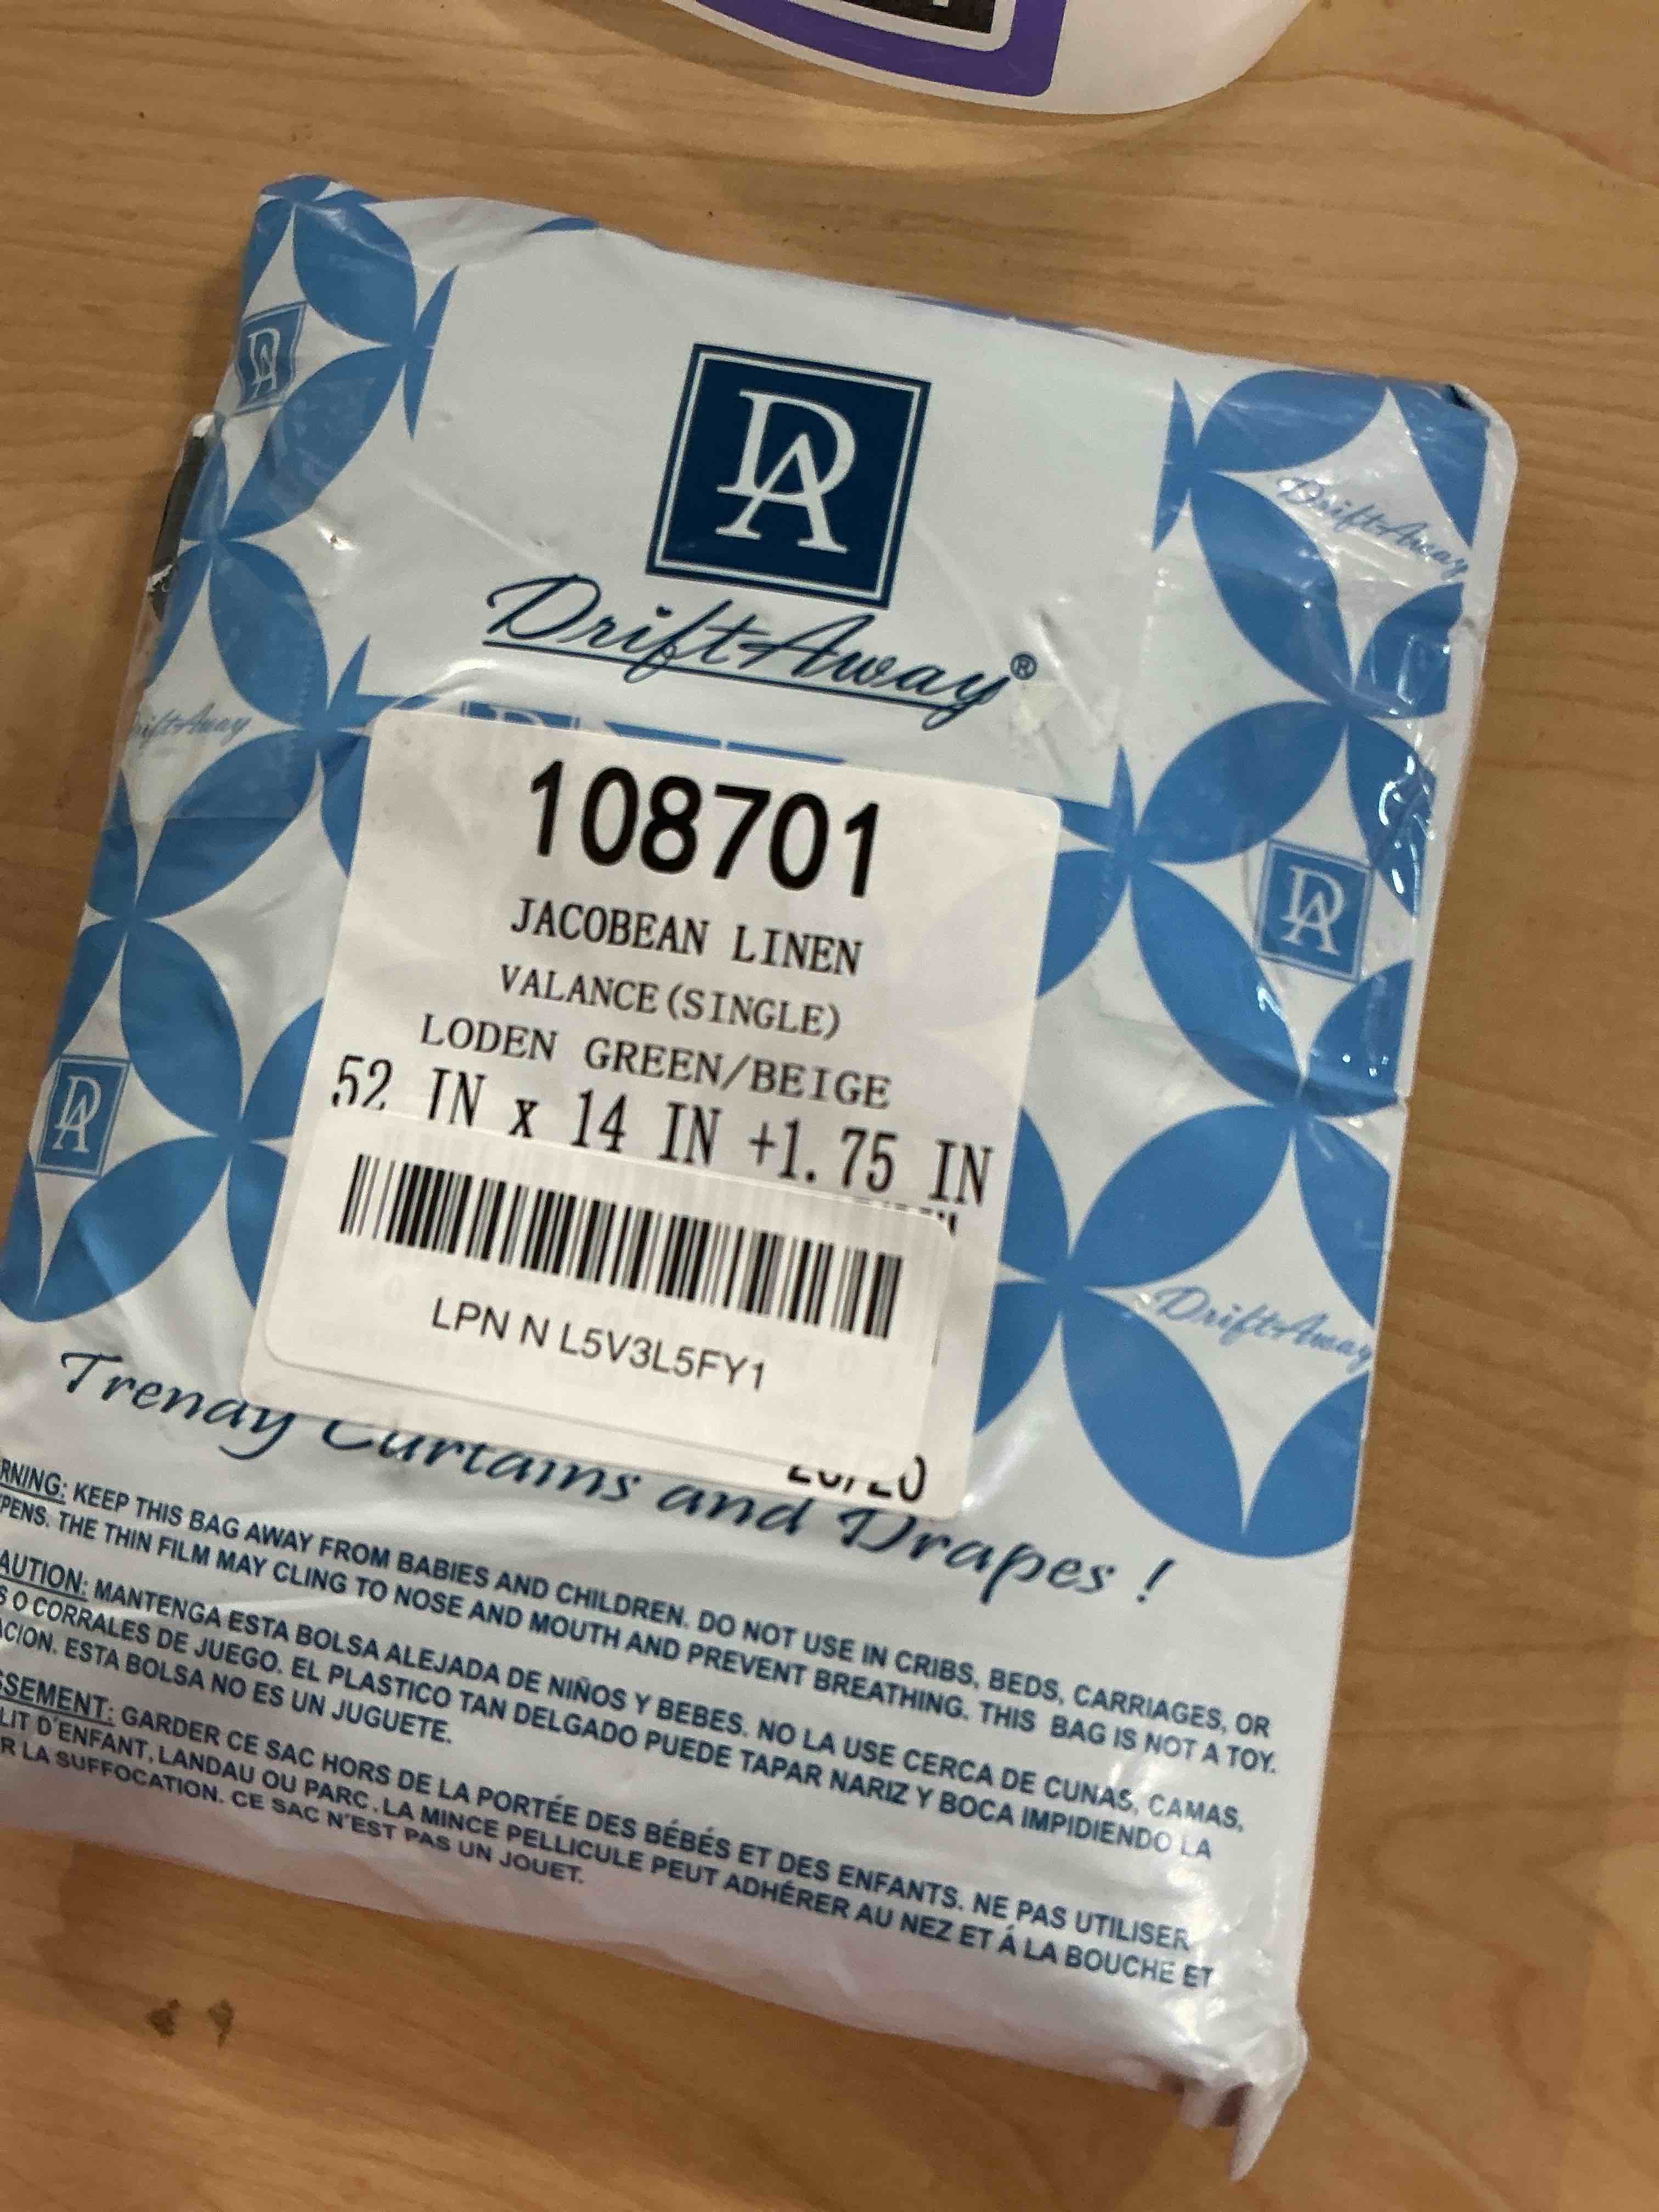 DA
DriftAway®
DA
DriftAway
DriftAway
108701
JACOBEAN LINEN
VALANCE(SINGLE)
LODEN GREEN/BEIGE
52 IN x 14 IN +1.75 IN
LPN N L5V3L5FY1
DA
DA
DriftAway
Trendy Curtains and Drapes !
RNING: KEEP THIS BAG AWAY FROM BABIES AND CHILDREN. DO NOT USE IN CRIBS, BEDS, CARRIAGES, OR
PENS. THE THIN FILM MAY CLING TO NOSE AND MOUTH AND PREVENT BREATHING. THIS BAG IS NOT A TOY.
AUTION: MANTENGA ESTA BOLSA ALEJADA DE NIÑOS Y BEBES. NO LA USE CERCA DE CUNAS, CAMAS,
S O CORRALES DE JUEGO. EL PLASTICO TAN DELGADO PUEDE TAPAR NARIZ Y BOCA IMPIDIENDO LA
ACION. ESTA BOLSA NO ES UN JUGUETE.
SSEMENT: GARDER CE SAC HORS DE LA PORTÉE DES BÉBÉS ET DES ENFANTS. NE PAS UTILISER
LIT D'ENFANT, LANDAU OU PARC. LA MINCE PELLICULE PEUT ADHÉRER AU NEZ ET Á LA BOUCHE ET
R LA SUFFOCATION. CE SAC N'EST PAS UN JOUET.